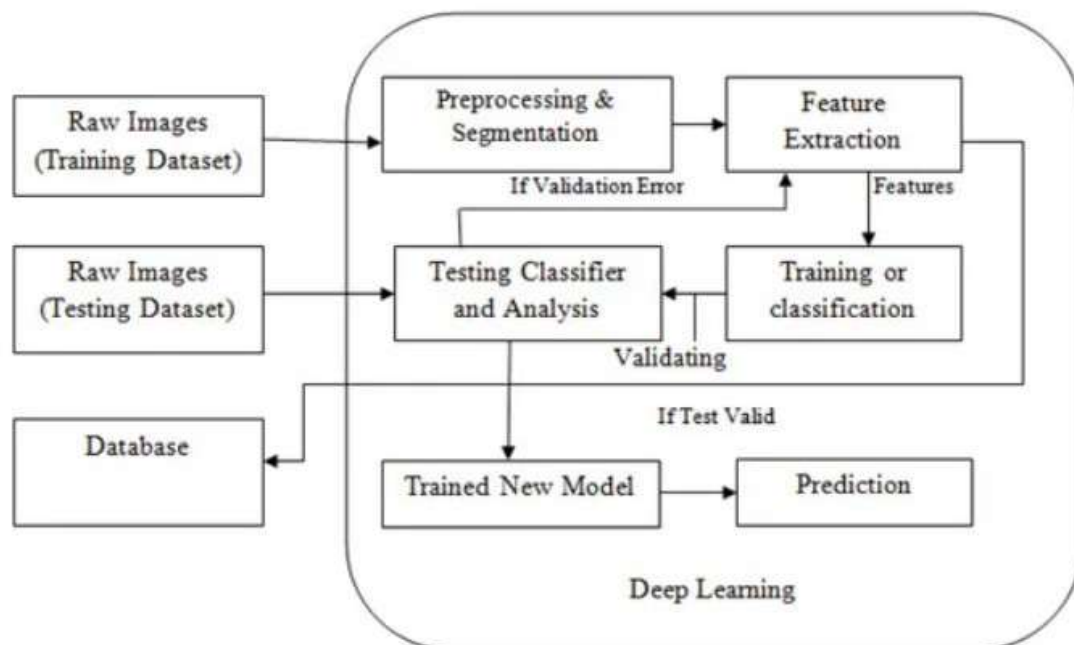 Raw Images
(Training Dataset)
Preprocessing &
Segmentation
Feature
Extraction
If Validation Error
Features
Raw Images
(Testing Dataset)
Testing Classifier
and Analysis
Training or
classification
Validating
If Test Valid
Database
Trained New Model
Prediction
Deep Learning